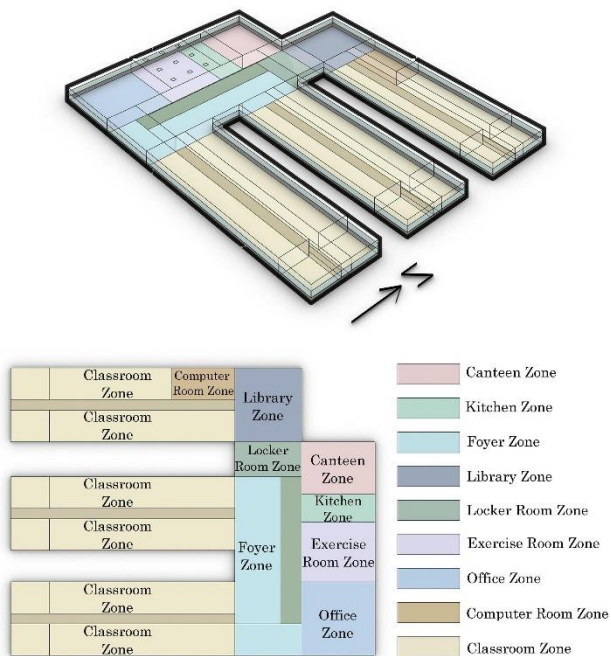 N
Classroom
Zone
Computer
Room Zone
Library
Zone
Classroom
Zone
Locker
Room Zone
Canteen
Zone
Classroom
Zone
Kitchen
Zone
Classroom
Zone
Foyer
Zone
Exercise
Room Zone
Classroom
Zone
Office
Zone
Classroom
Zone
Canteen Zone
Kitchen Zone
Foyer Zone
Library Zone
Locker Room Zone
Exercise Room Zone
Office Zone
Computer Room Zone
Classroom Zone